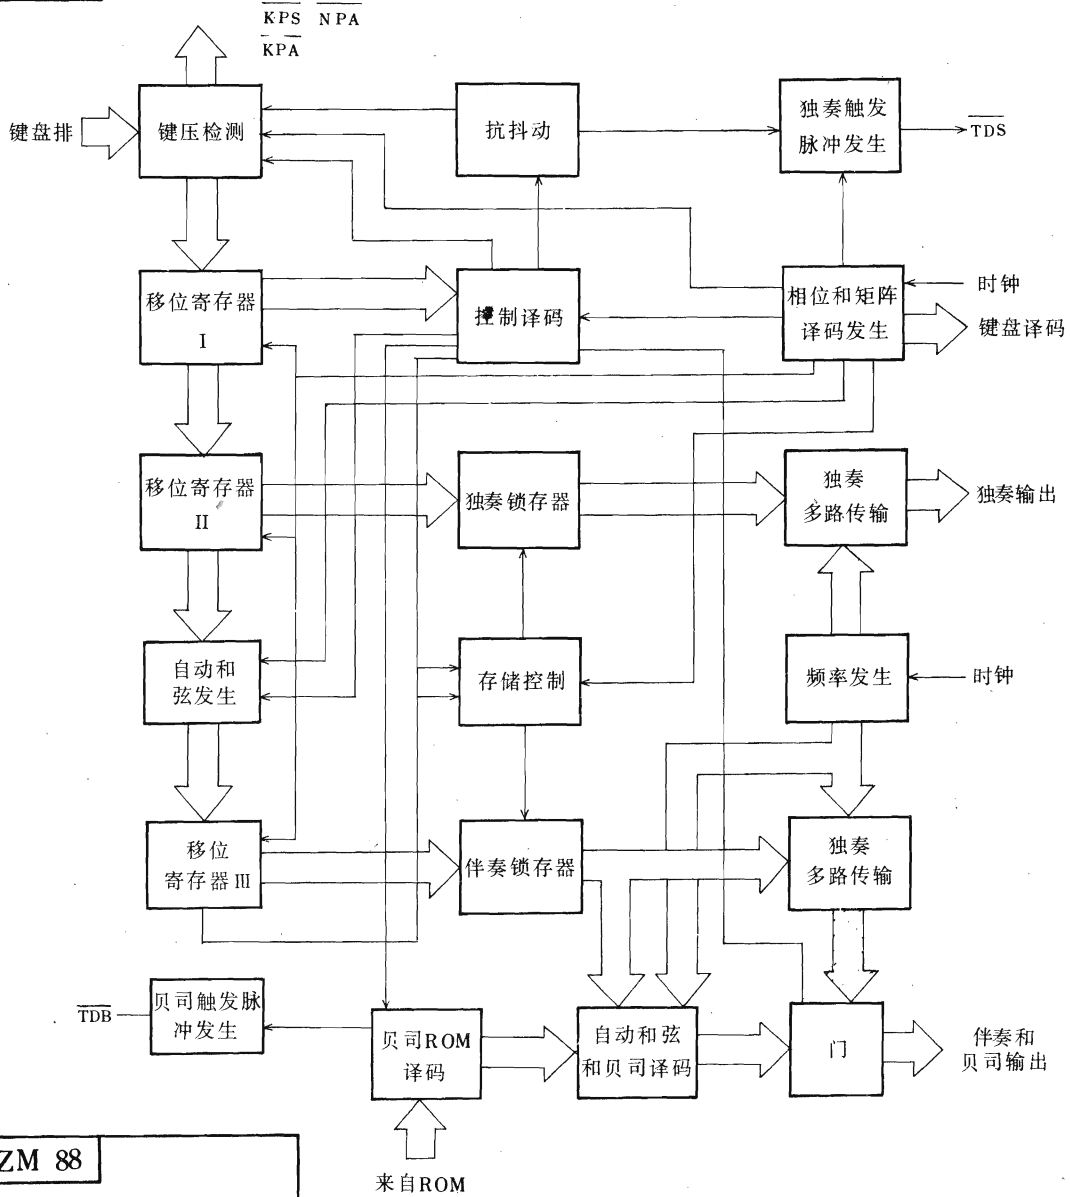 KPS NPA
KPA
键盘排
键压检测
抗抖动
独奏触发
脉冲发生
TDS
移位寄存器
I
控制译码
相位和矩阵
译码发生
时钟
键盘译码
移位寄存器
II
独奏锁存器
独奏
多路传输
独奏输出
自动和
弦发生
存储控制
频率发生
时钟
移位
寄存器III
伴奏锁存器
独奏
多路传输
TDB
贝司触发脉
冲发生
贝司ROM
译码
自动和弦
和贝司译码
门
伴奏和
贝司输出
来自ROM
ZM 88